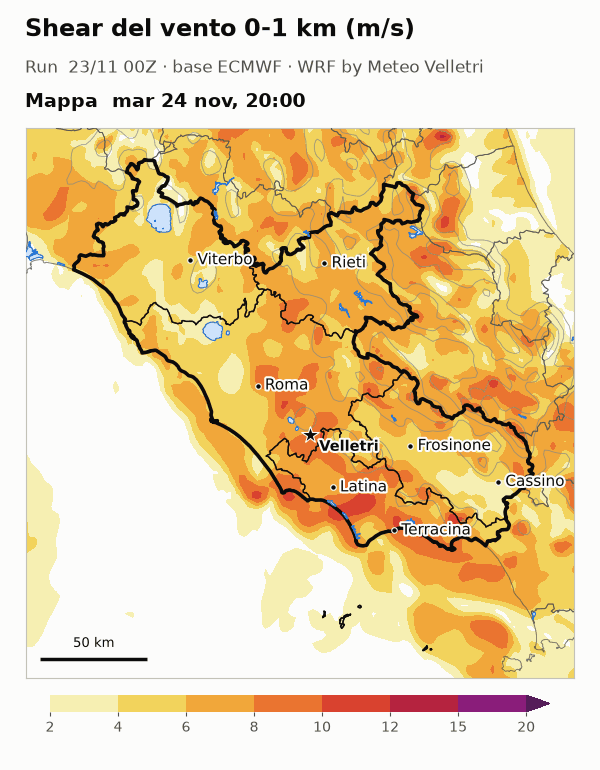 Shear del vento 0-1 km (m/s)
Run  23/11 00Z · base ECMWF · WRF by Meteo Velletri
Mappa  mar 24 nov, 20:00
Viterbo
Rieti
Roma
Velletri
Frosinone
Latina
Cassino
Terracina
50 km
2 4 6 8 10 12 15 20